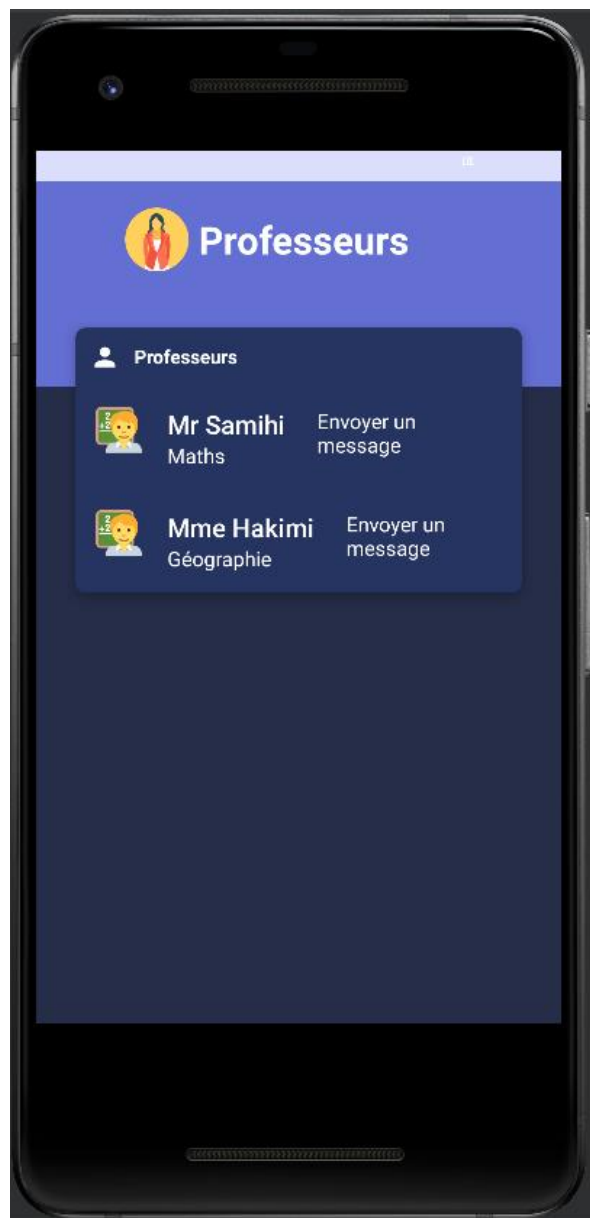 Professeurs
Professeurs
Mr Samihi
Maths
Envoyer un
message
Mme Hakimi
Géographie
Envoyer un
message